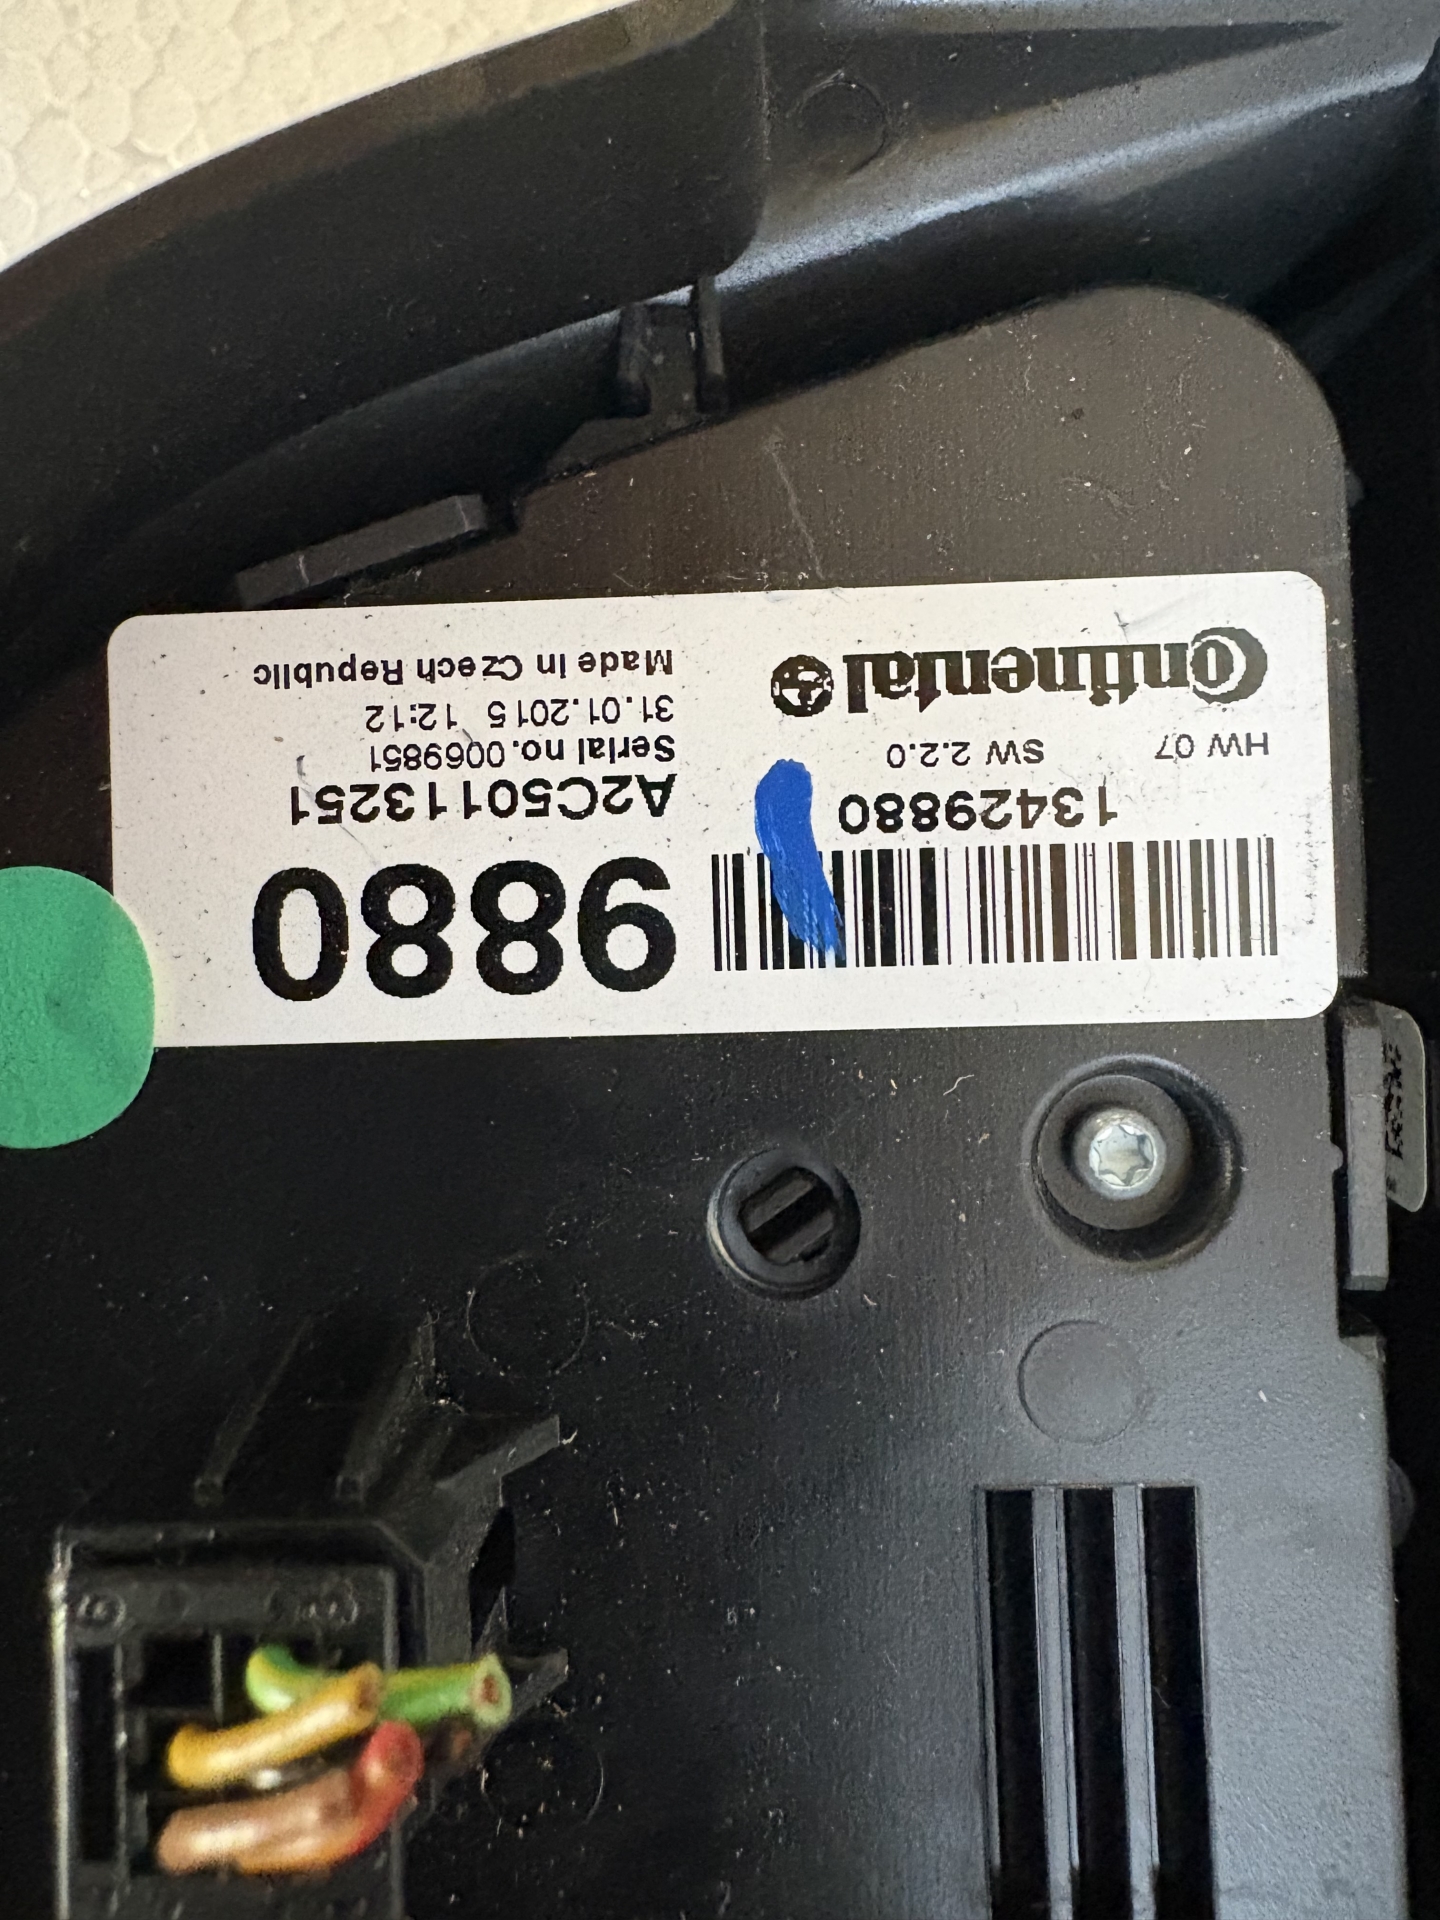 9880
A2C50113251
Serial no.0069851
31.01.2015 12:12
Made in Czech Republic
13429880
HW 07 SW 2.2.0
Continental